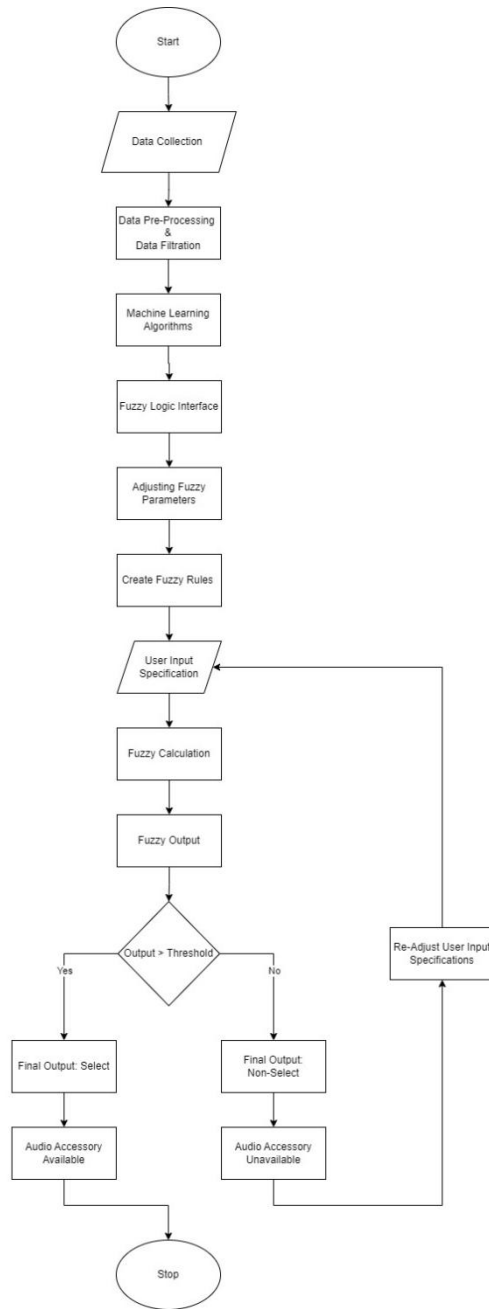 Start
Data Collection
Data Pre-Processing
&
Data Filtration
Machine Learning
Algorithms
Fuzzy Logic Interface
Adjusting Fuzzy
Parameters
Create Fuzzy Rules
User Input
Specification
Fuzzy Calculation
Fuzzy Output
Output > Threshold
Yes
No
Re-Adjust User Input
Specifications
Final Output: Select
Final Output:
Non-Select
Audio Accessory
Available
Audio Accessory
Unavailable
Stop